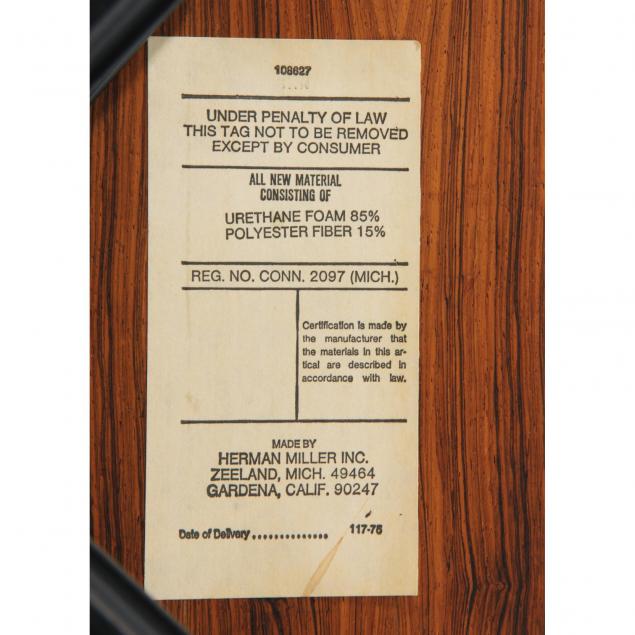 108627
UNDER PENALTY OF LAW
THIS TAG NOT TO BE REMOVED
EXCEPT BY CONSUMER
ALL NEW MATERIAL
CONSISTING OF
URETHANE FOAM 85%
POLYESTER FIBER 15%
REG. NO. CONN. 2097 (MICH.)
Certification is made by
the manufacturer that
the materials in this ar-
tical are described in
accordance with law.
MADE BY
HERMAN MILLER INC.
ZEELAND, MICH. 49464
GARDENA, CALIF. 90247
Date of Delivery..............
117-76